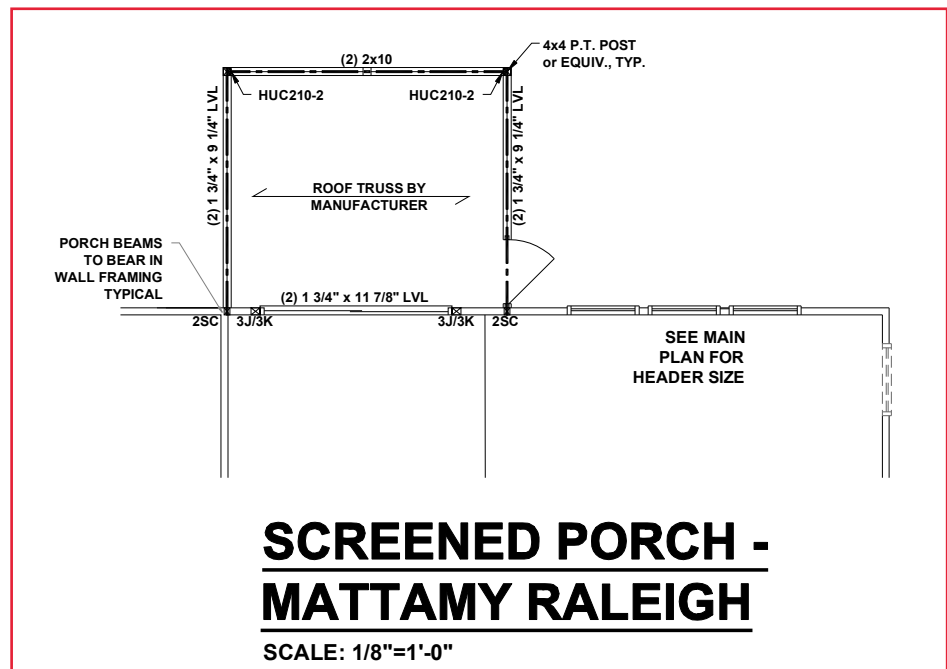 (2) 2x10
4x4 P.T. POST
or EQUIV., TYP.
HUC210-2
HUC210-2
(2) 1 3/4" x 9 1/4" LVL
(2) 1 3/4" x 9 1/4" LVL
ROOF TRUSS BY
MANUFACTURER
PORCH BEAMS
TO BEAR IN
WALL FRAMING
TYPICAL
(2) 1 3/4" x 11 7/8" LVL
2SC
3J/3K
3J/3K
2SC
SEE MAIN
PLAN FOR
HEADER SIZE
SCREENED PORCH -
MATTAMY RALEIGH
SCALE: 1/8"=1'-0"